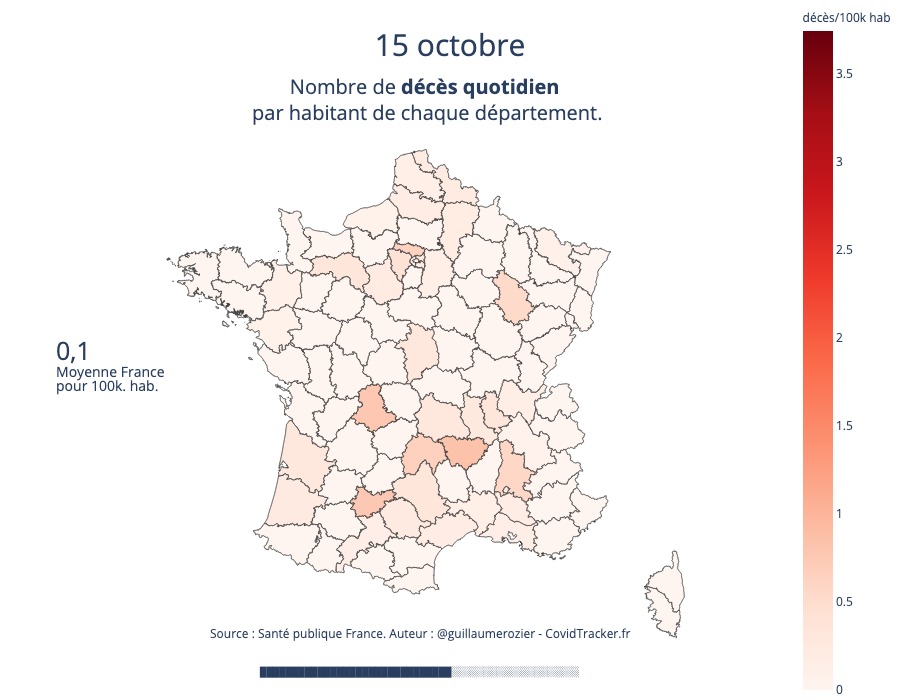 décès/100k hab
15 octobre
Nombre de décès quotidien
par habitant de chaque département.
3.5
3
2.5
2
1.5
1
0.5
0
0,1
Moyenne France
pour 100k. hab.
Source : Santé publique France. Auteur : @guillaumerozier - CovidTracker.fr